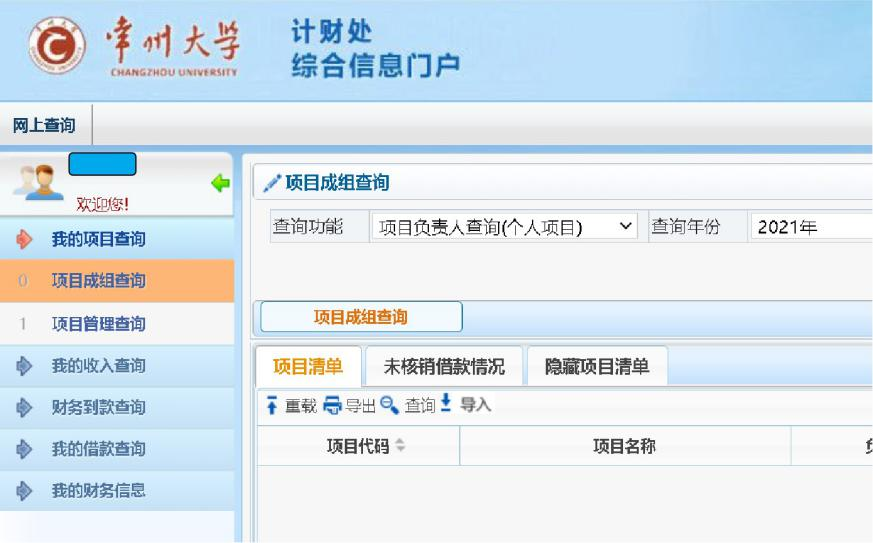 常州大学
CHANGZHOU UNIVERSITY
计财处
综合信息门户
网上查询
欢迎您!
我的项目查询
0 项目成组查询
1 项目管理查询
我的收入查询
财务到款查询
我的借款查询
我的财务信息
项目成组查询
查询功能 项目负责人查询(个人项目) 查询年份 2021年
项目成组查询
项目清单 未核销借款情况 隐藏项目清单
重载 导出 查询 导入
项目代码 项目名称